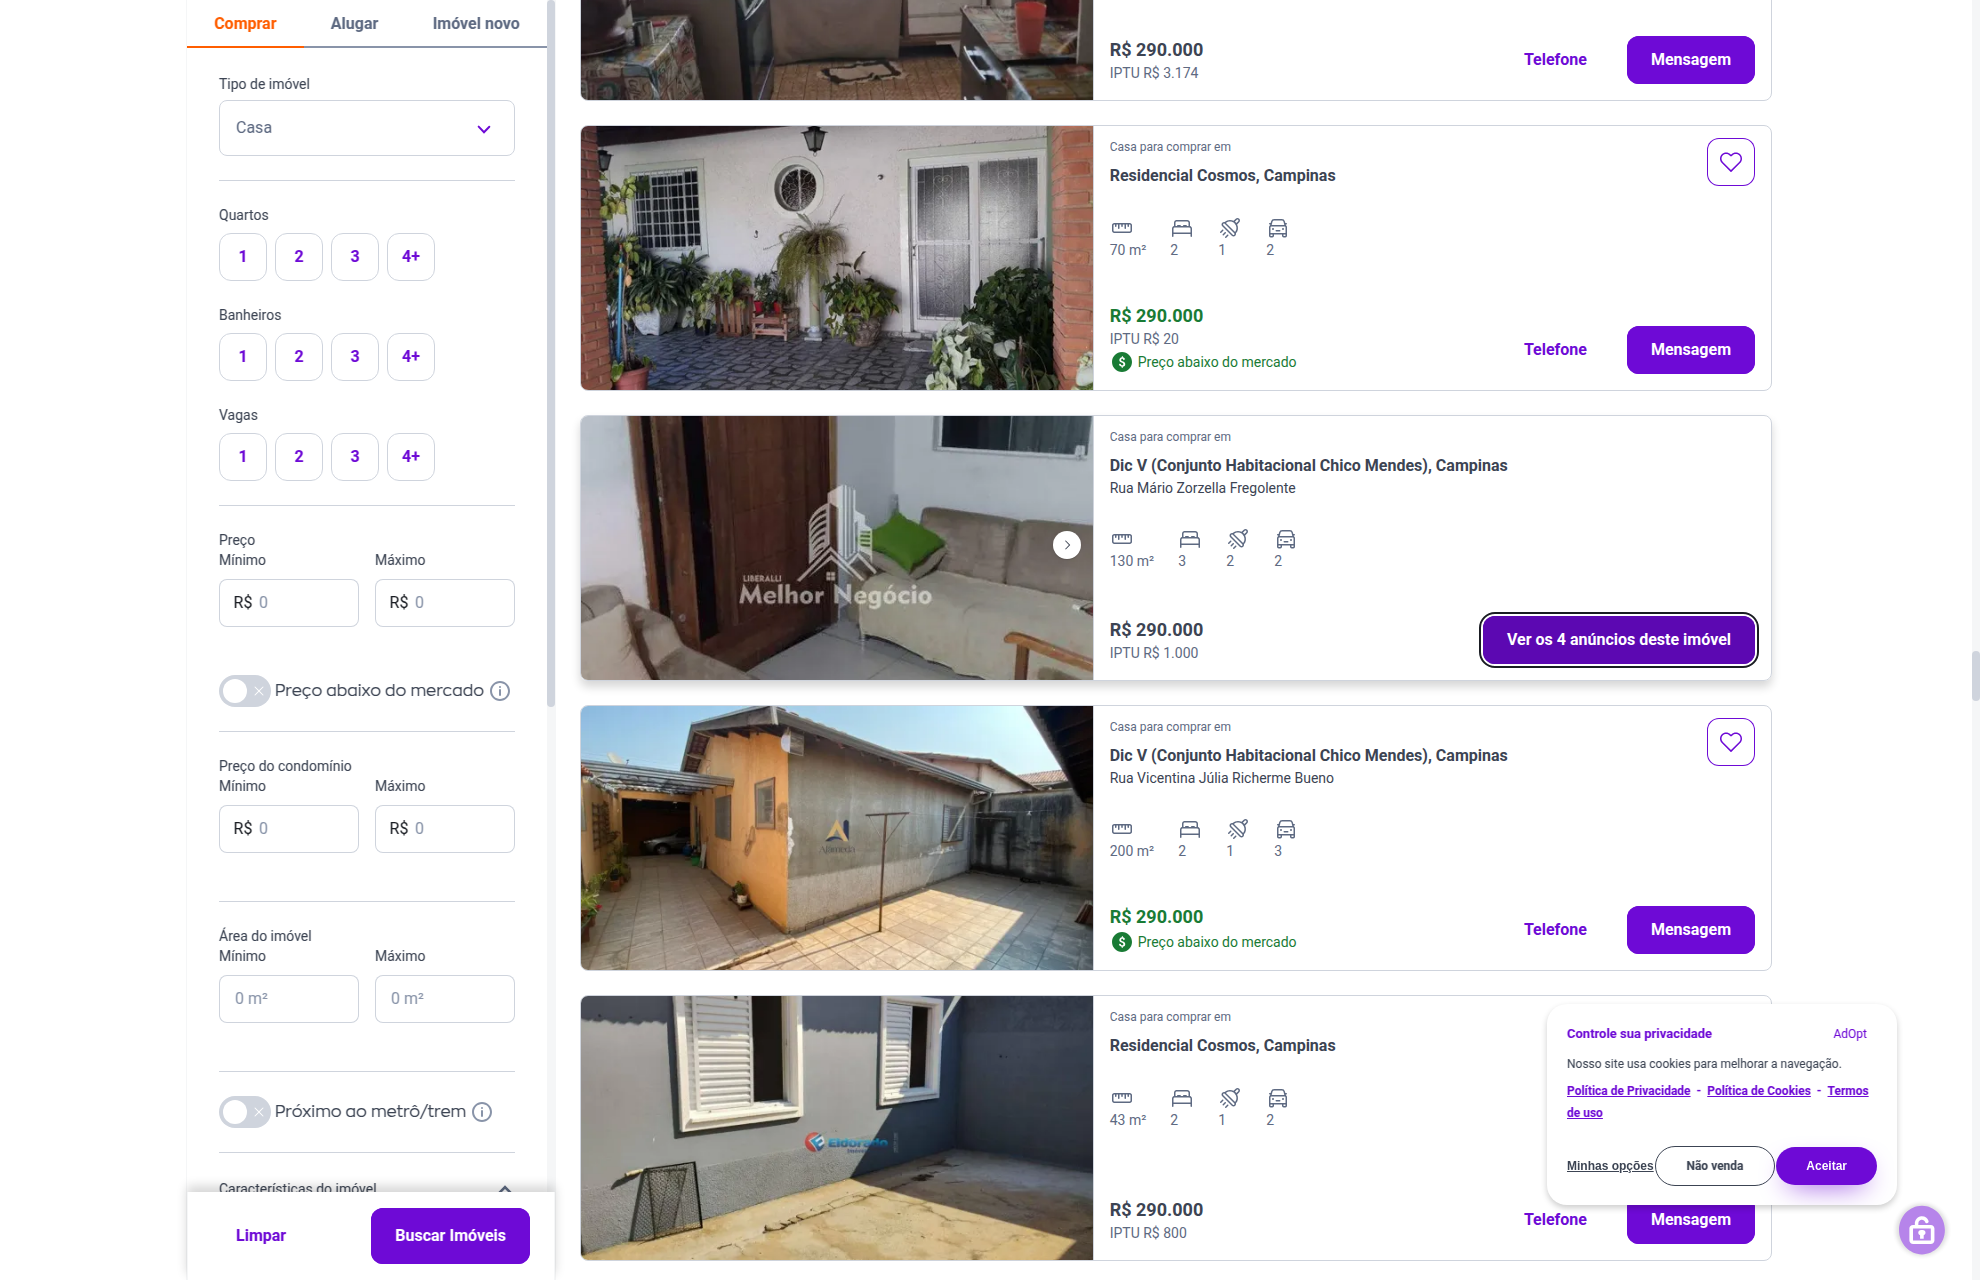 Comprar
Alugar
Imóvel novo
Tipo de imóvel
Casa
Quartos
1
2
3
4+
Banheiros
1
2
3
4+
Vagas
1
2
3
4+
Preço
Mínimo
Máximo
R$ 0
R$ 0
Preço abaixo do mercado
Preço do condomínio
Mínimo
Máximo
R$ 0
R$ 0
Área do imóvel
Mínimo
Máximo
0 m²
0 m²
Próximo ao metrô/trem
Características do imóvel
Limpar
Buscar Imóveis
R$ 290.000
IPTU R$ 3.174
Telefone
Mensagem
Casa para comprar em
Residencial Cosmos, Campinas
70 m²
2
1
2
R$ 290.000
IPTU R$ 20
$ Preço abaixo do mercado
Telefone
Mensagem
LIBERALLI
Melhor Negócio
Casa para comprar em
Dic V (Conjunto Habitacional Chico Mendes), Campinas
Rua Mário Zorzella Fregolente
130 m²
3
2
2
R$ 290.000
IPTU R$ 1.000
Ver os 4 anúncios deste imóvel
Casa para comprar em
Dic V (Conjunto Habitacional Chico Mendes), Campinas
Rua Vicentina Júlia Richerme Bueno
200 m²
2
1
3
R$ 290.000
$ Preço abaixo do mercado
Telefone
Mensagem
Eldorado
Casa para comprar em
Residencial Cosmos, Campinas
43 m²
2
1
2
R$ 290.000
IPTU R$ 800
Telefone
Mensagem
Controle sua privacidade
AdOpt
Nosso site usa cookies para melhorar a navegação.
Política de Privacidade - Política de Cookies - Termos
de uso
Minhas opções
Não venda
Aceitar